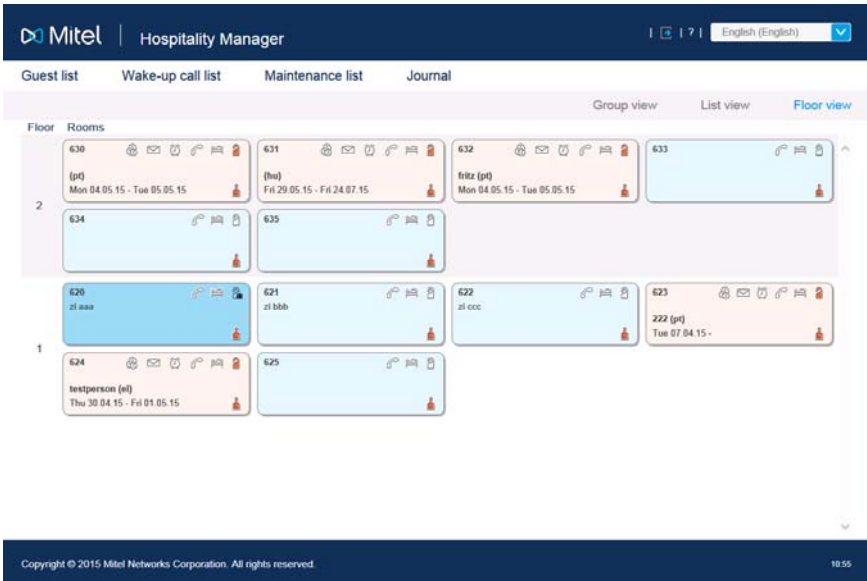 Mitel | Hospitality Manager
| ? | English (English)
Guest list Wake-up call list Maintenance list Journal
Group view List view Floor view
Floor Rooms
2
630
(pt)
Mon 04.05.15 - Tue 05.05.15
631
(hu)
Fri 29.05.15 - Fri 24.07.15
632
fritz (pt)
Mon 04.05.15 - Tue 05.05.15
633
634
635
1
620
zi aaa
621
zi bbb
622
zi ccc
623
222 (pt)
Tue 07.04.15 -
624
testperson (el)
Thu 30.04.15 - Fri 01.05.15
625
Copyright © 2015 Mitel Networks Corporation. All rights reserved.
10:55